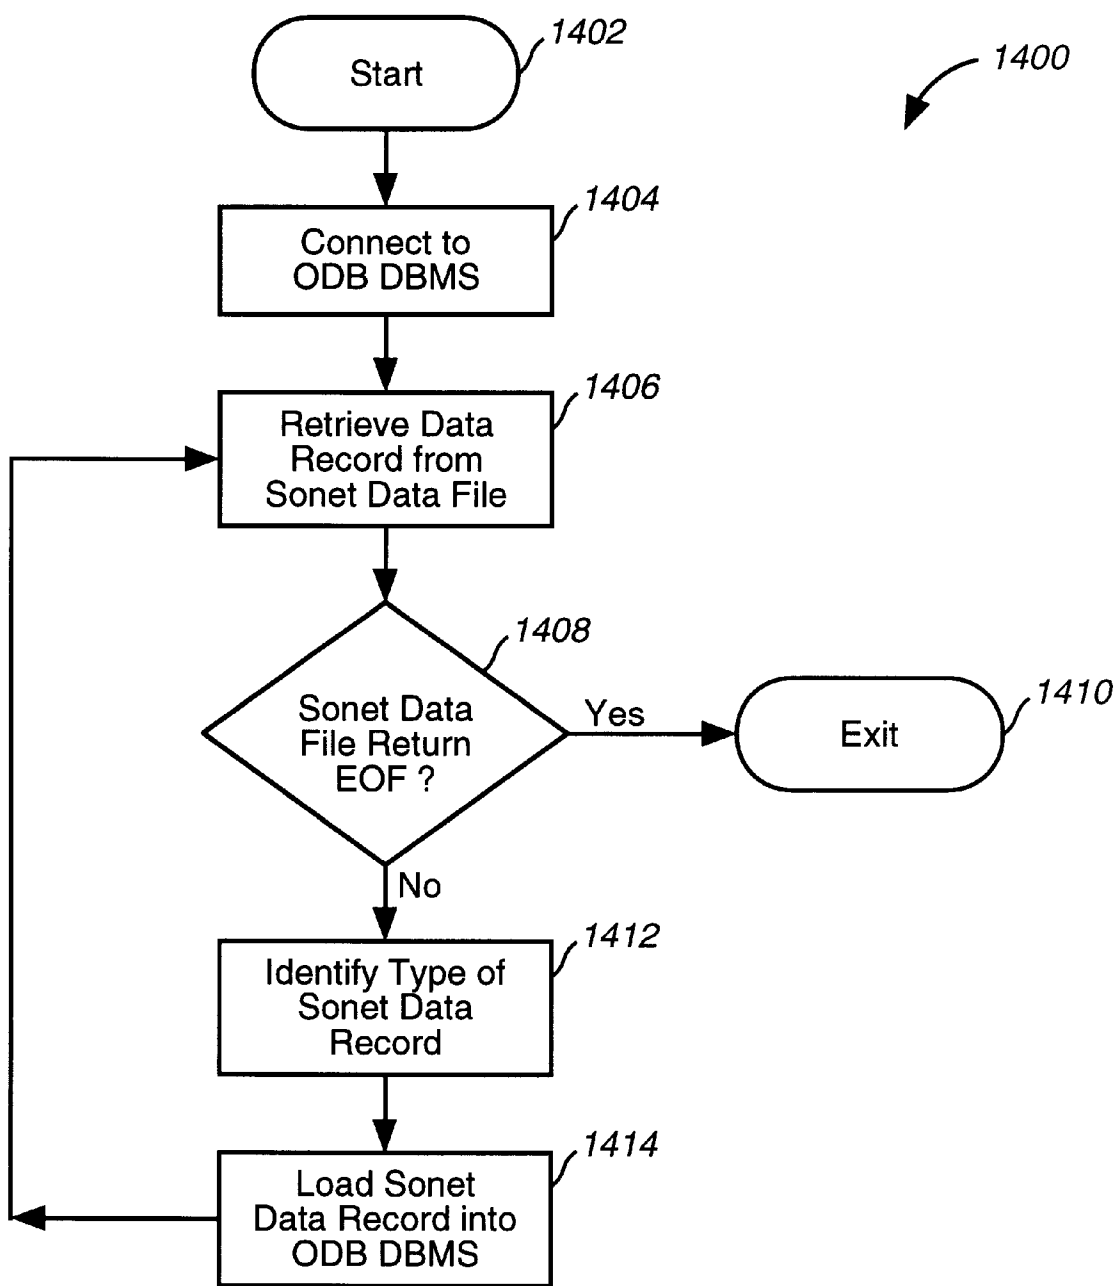 1402
Start
1400
1404
Connect to
ODB DBMS
1406
Retrieve Data
Record from
Sonet Data File
1408
Sonet Data
File Return
EOF ?
Yes
1410
Exit
No
1412
Identify Type of
Sonet Data
Record
1414
Load Sonet
Data Record into
ODB DBMS